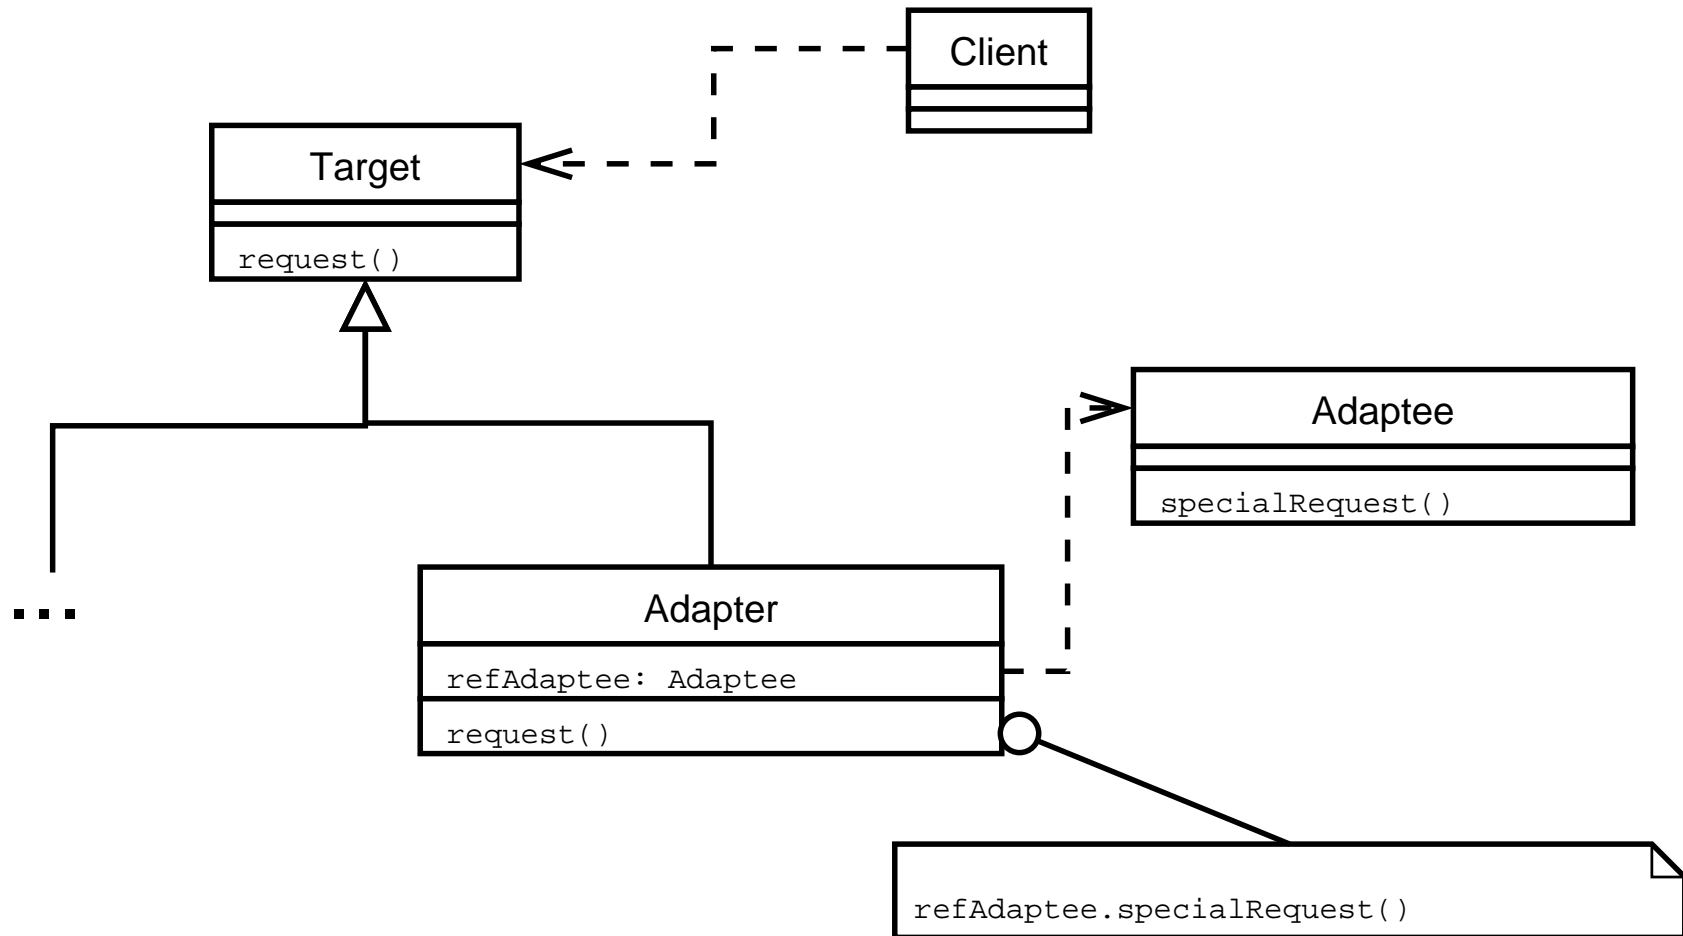 Client
Target
request()
Adaptee
specialRequest()
...
Adapter
refAdaptee: Adaptee
request()
refAdaptee.specialRequest()